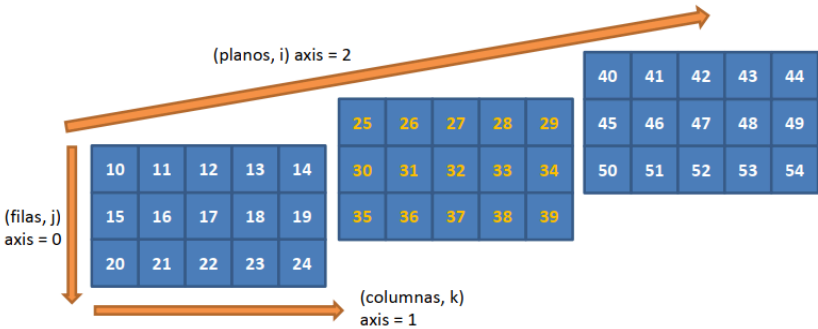 (planos, i) axis = 2
40 41 42 43 44
45 46 47 48 49
50 51 52 53 54
25 26 27 28 29
30 31 32 33 34
35 36 37 38 39
10 11 12 13 14
15 16 17 18 19
20 21 22 23 24
(filas, j)
axis = 0
(columnas, k)
axis = 1